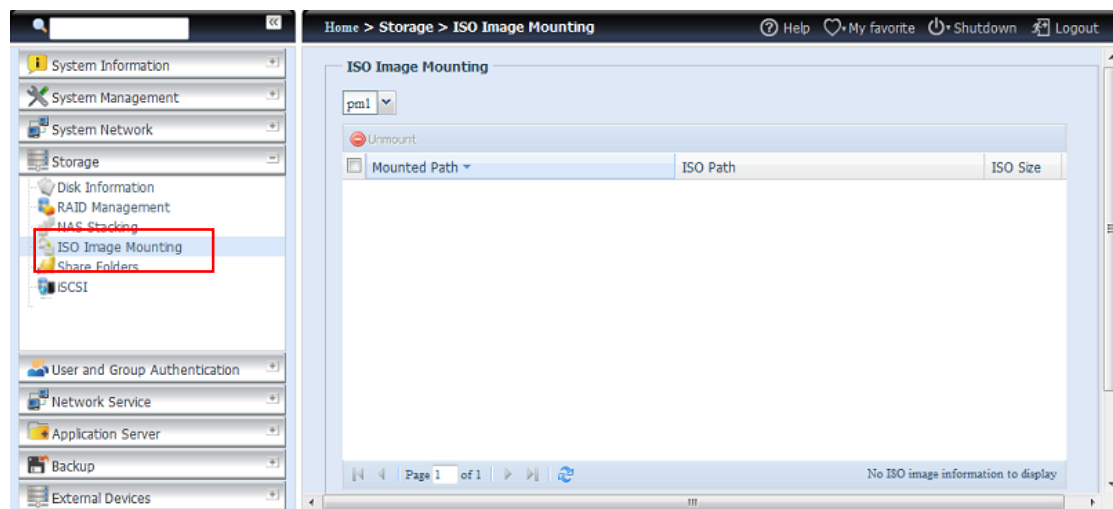 Home > Storage > ISO Image Mounting
Help
My favorite
Shutdown
Logout
System Information
System Management
System Network
Storage
Disk Information
RAID Management
NAS Stacking
ISO Image Mounting
Share Folders
iSCSI
User and Group Authentication
Network Service
Application Server
Backup
External Devices
ISO Image Mounting
pm1
Unmount
Mounted Path
ISO Path
ISO Size
Page 1 of 1
No ISO image information to display